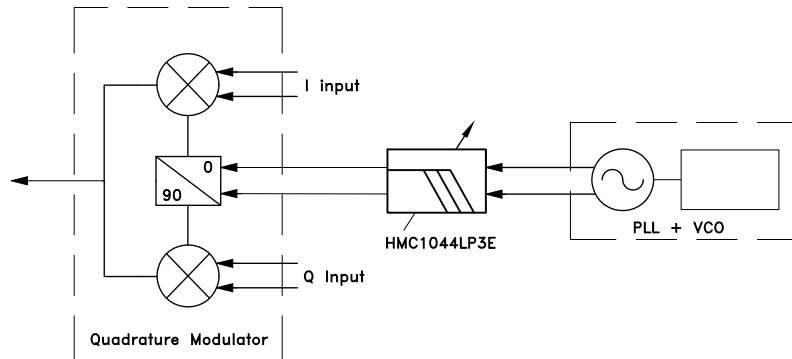 I input
0
90
HMC1044LP3E
PLL + VCO
Q Input
Quadrature Modulator